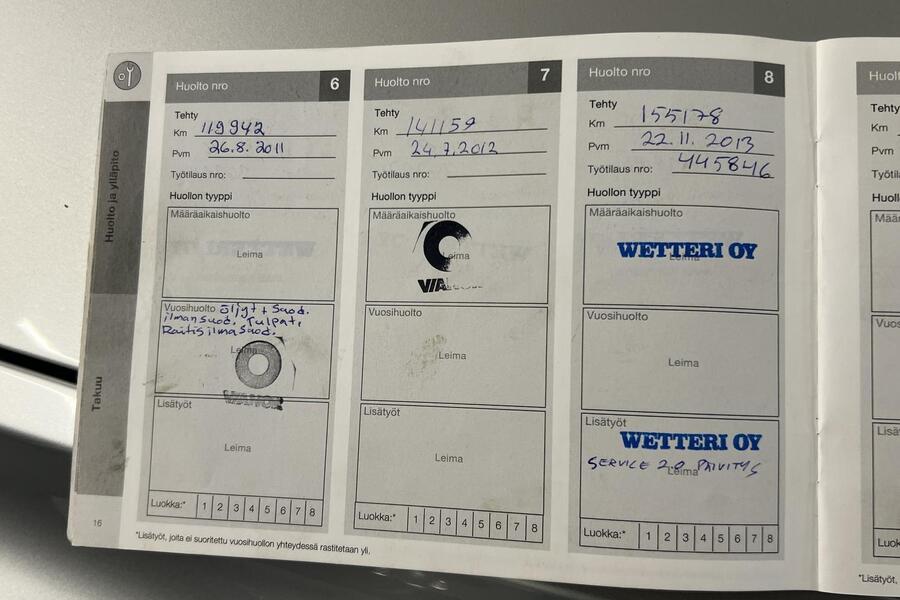 Huolto ja ylläpito
Takuu
16
Huolto nro 6
Tehty
Km 119942
Pvm 26.8.2011
Työtilaus nro:
Huollon tyyppi
Määräaikaishuolto
Leima
Vuosihuolto öljyt + suod.
ilmansuod. Tulpat,
Raitisilmasuod.
Leima
Lisätyöt
Leima
Luokka:* 1 2 3 4 5 6 7 8
*Lisätyöt, joita ei suoritettu vuosihuollon yhteydessä rastitetaan yli.
Huolto nro 7
Tehty
Km 141159
Pvm 24.7.2012
Työtilaus nro:
Huollon tyyppi
Määräaikaishuolto
Leima
Vuosihuolto
Leima
Lisätyöt
Leima
Luokka:* 1 2 3 4 5 6 7 8
Huolto nro 8
Tehty
Km 155178
Pvm 22.11.2013
Työtilaus nro: 445846
Huollon tyyppi
Määräaikaishuolto
WETTERI OY
Leima
Vuosihuolto
Leima
Lisätyöt
WETTERI OY
SERVICE 2.0 PÄIVITYS
Leima
Luokka:* 1 2 3 4 5 6 7 8
Tehty
Km
Pvm
*Lisätyöt,